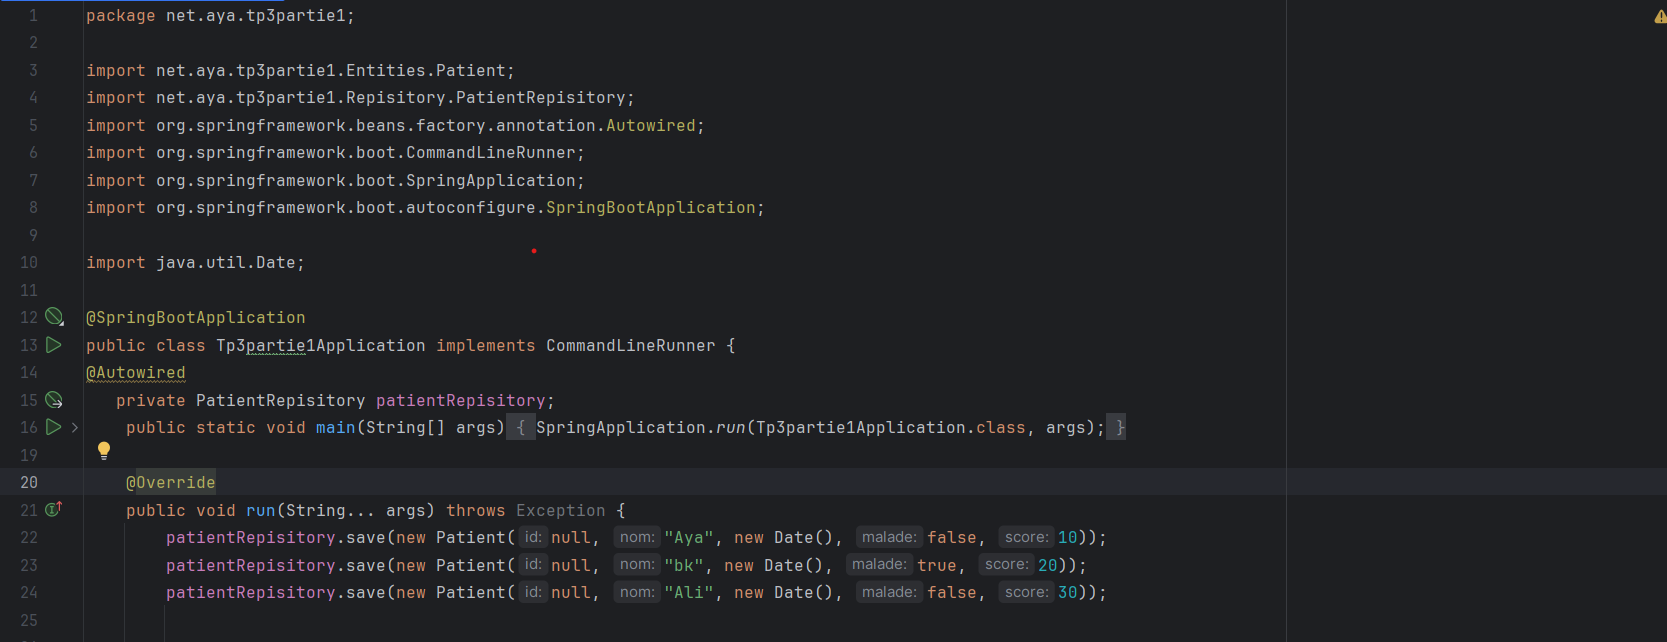 1 package net.aya.tp3partie1;
2
3 import net.aya.tp3partie1.Entities.Patient;
4 import net.aya.tp3partie1.Repisitory.PatientRepisitory;
5 import org.springframework.beans.factory.annotation.Autowired;
6 import org.springframework.boot.CommandLineRunner;
7 import org.springframework.boot.SpringApplication;
8 import org.springframework.boot.autoconfigure.SpringBootApplication;
9
10 import java.util.Date;
11
12 @SpringBootApplication
13 public class Tp3partie1Application implements CommandLineRunner {
14 @Autowired
15 private PatientRepisitory patientRepisitory;
16 public static void main(String[] args) { SpringApplication.run(Tp3partie1Application.class, args); }
19
20 @Override
21 public void run(String... args) throws Exception {
22 patientRepisitory.save(new Patient( id: null, nom: "Aya", new Date(), malade: false, score: 10));
23 patientRepisitory.save(new Patient( id: null, nom: "bk", new Date(), malade: true, score: 20));
24 patientRepisitory.save(new Patient( id: null, nom: "Ali", new Date(), malade: false, score: 30));
25